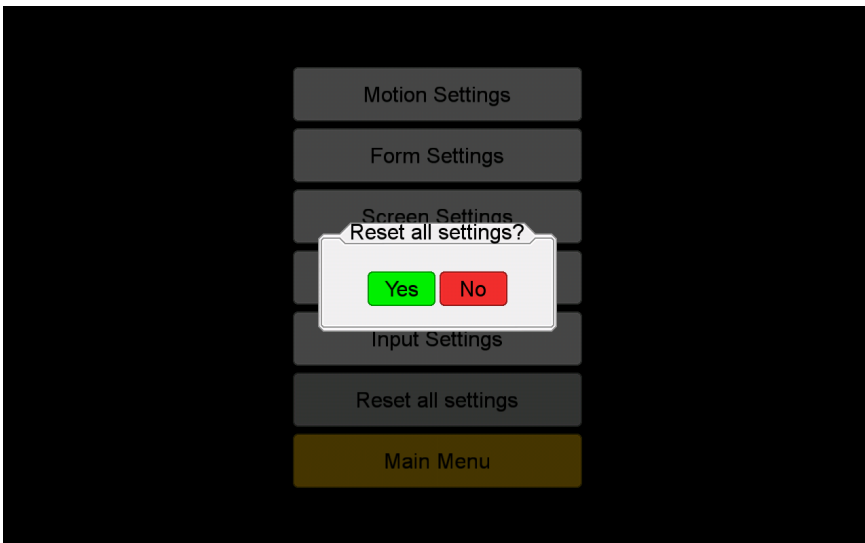 Motion Settings
Form Settings
Screen Settings
Reset all settings?
Yes No
Input Settings
Reset all settings
Main Menu